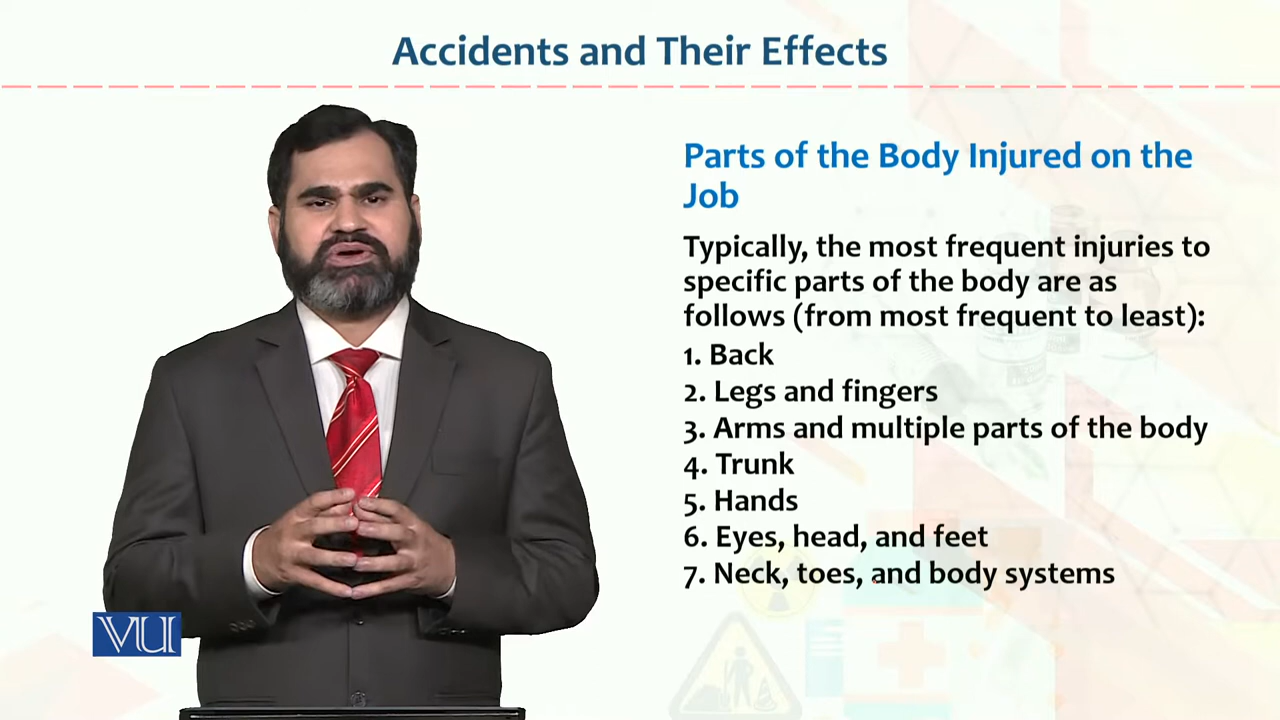 Accidents and Their Effects
Parts of the Body Injured on the
Job
Typically, the most frequent injuries to
specific parts of the body are as
follows (from most frequent to least):
1. Back
2. Legs and fingers
3. Arms and multiple parts of the body
4. Trunk
5. Hands
6. Eyes, head, and feet
7. Neck, toes, and body systems
VU